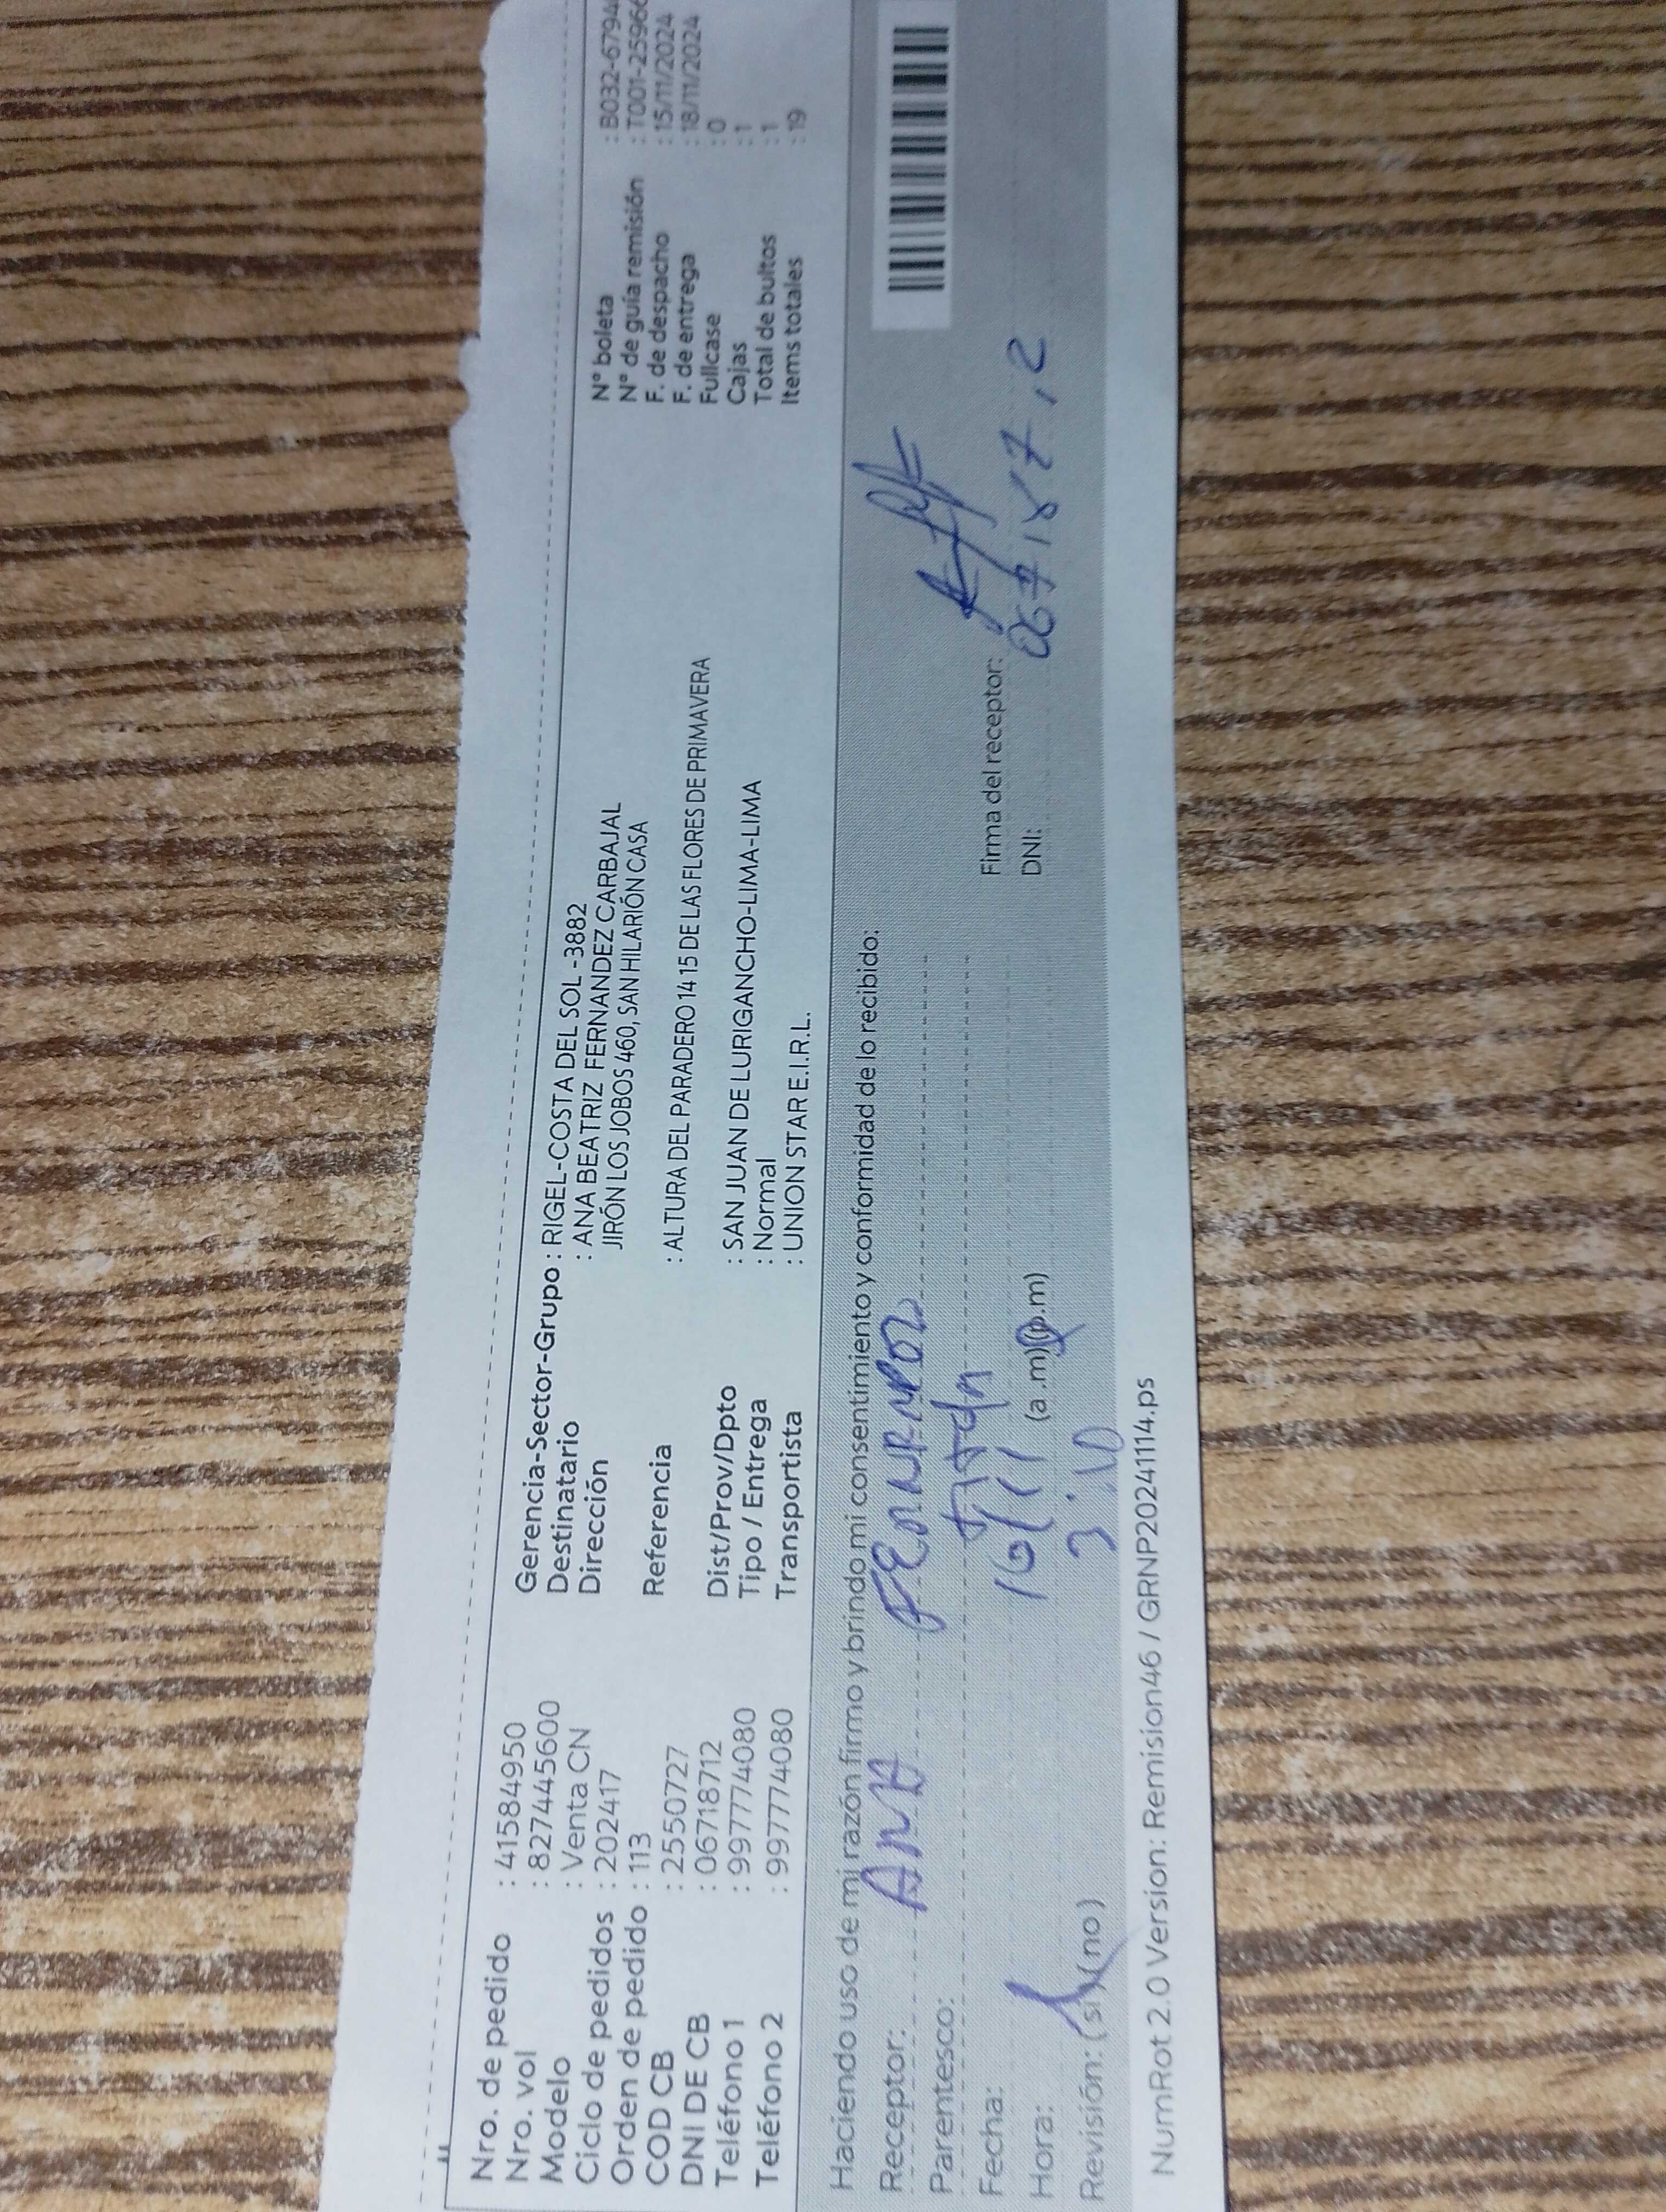 Nro. de pedido : 41584950
Nro. vol : 82744545600
Modelo : Venta CN
Ciclo de pedidos : 202417
Orden de pedido : 113
COD CB : 2550727
DNI DE CB : 06718712
Teléfono 1 : 997774080
Teléfono 2 : 997774080
Gerencia-Sector-Grupo : RIGEL-COSTA DEL SOL -3882
Destinatario : ANA BEATRIZ FERNANDEZ CARBAJAL
Dirección JIRÓN LOS JOBOS 460, SAN HILARIÓN CASA
Referencia : ALTURA DEL PARADERO 14 15 DE LAS FLORES DE PRIMAVERA
Dist/Prov/Dpto : SAN JUAN DE LURIGANCHO-LIMA-LIMA
Tipo / Entrega : Normal
Transportista : UNION STAR E.I.R.L.
N° boleta : B032-6794
N° de guía remisión : T001-25966
F. de despacho : 15/11/2024
F. de entrega : 18/11/2024
Fullcase : 0
Cajas : 1
Total de bultos : 1
Items totales : 19
Haciendo uso de mi razón firmo y brindo mi consentimiento y conformidad de lo recibido:
Receptor: ANA
Parentesco:
Fecha: 16/11
Hora: 3:10 (a.m) (p.m)
Revisión: (si) (no)
Firma del receptor:
DNI:
NumRot 2.0 Version: Remision46 / GRNP20241114.ps